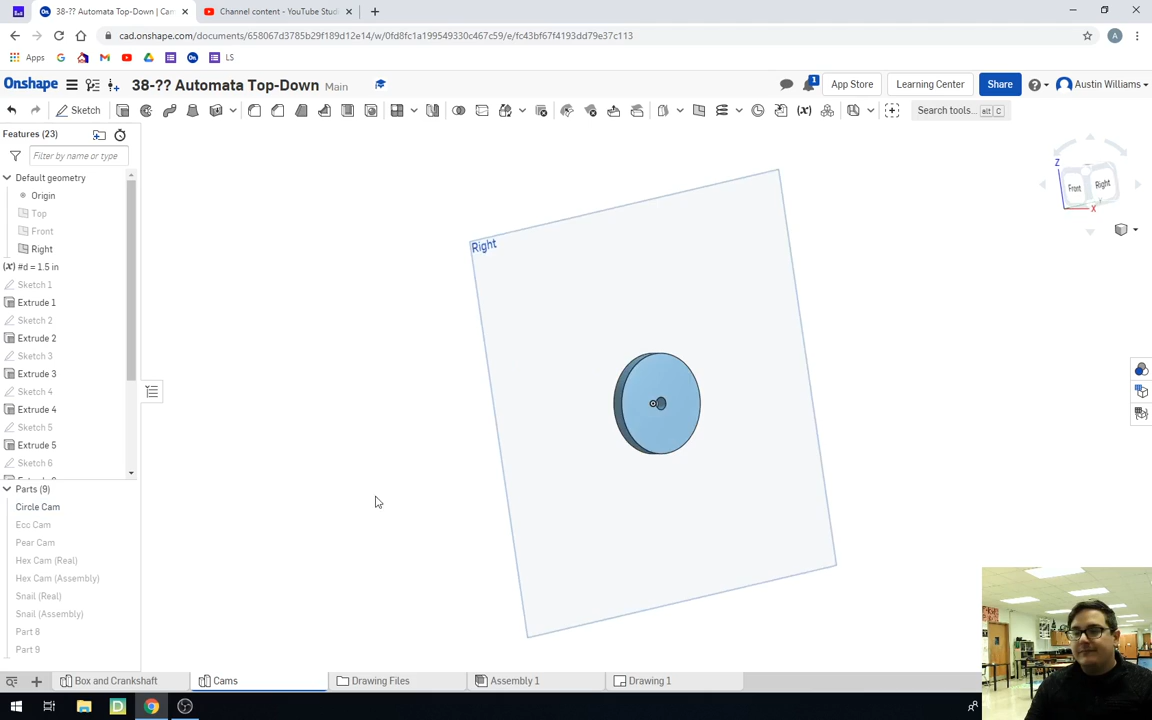 38-?? Automata Top-Down | Cam
Channel content - YouTube Studi
cad.onshape.com/documents/658067d3785b29f189d12e14/w/0fd8fc1a199549330c467c59/e/fc43bf67f4193dd79e37c113
A
Apps
LS
Onshape
38-?? Automata Top-Down Main
1
App Store
Learning Center
Share
Austin Williams
Sketch
Search tools... alt C
Features (23)
Filter by name or type
Default geometry
Origin
Top
Front
Right
(x) #d = 1.5 in
Sketch 1
Extrude 1
Sketch 2
Extrude 2
Sketch 3
Extrude 3
Sketch 4
Extrude 4
Sketch 5
Extrude 5
Sketch 6
Parts (9)
Circle Cam
Ecc Cam
Pear Cam
Hex Cam (Real)
Hex Cam (Assembly)
Snail (Real)
Snail (Assembly)
Part 8
Part 9
Right
Z
Front
Right
X
Box and Crankshaft
Cams
Drawing Files
Assembly 1
Drawing 1